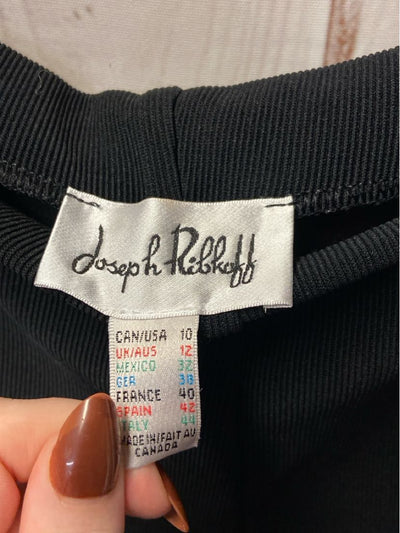 Joseph Ribkoff
CAN/USA 10
UK/AUS 12
MEXICO 32
GER 38
FRANCE 40
SPAIN 42
ITALY 44
MADE IN/FAIT AU
CANADA